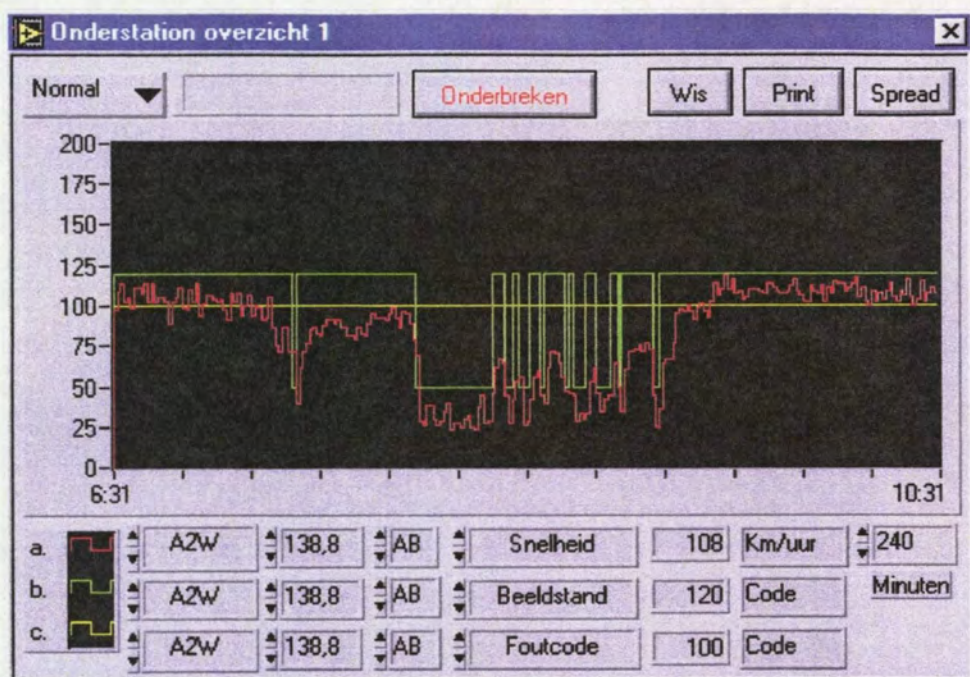 Onderstation overzicht 1
Normal Onderbreken Wis Print Spread
200
175
150
125
100
75
50
25
0
6:31 10:31
a. A2W 138,8 AB Snelheid 108 Km/uur 240
b. A2W 138,8 AB Beeldstand 120 Code Minuten
c. A2W 138,8 AB Foutcode 100 Code